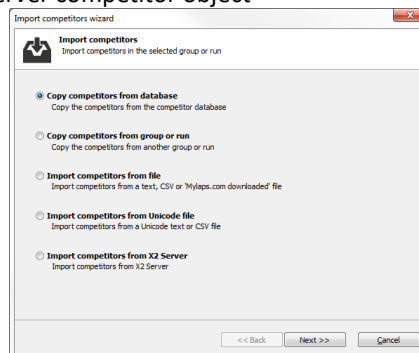 competitor object
Import competitors wizard
Import competitors
Import competitors in the selected group or run
Copy competitors from database
Copy the competitors from the competitor database
Copy competitors from group or run
Copy the competitors from another group or run
Import competitors from file
Import competitors from a text, CSV or 'Mylaps.com downloaded' file
Import competitors from Unicode file
Import competitors from a Unicode text or CSV file
Import competitors from X2 Server
Import competitors from X2 Server
<< Back Next >> Cancel